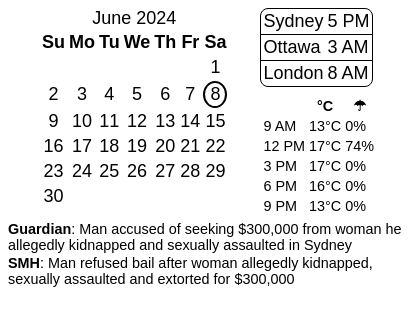 June 2024
Su Mo Tu We Th Fr Sa
1
2 3 4 5 6 7 8
9 10 11 12 13 14 15
16 17 18 19 20 21 22
23 24 25 26 27 28 29
30
Sydney 5 PM
Ottawa 3 AM
London 8 AM
°C ☂
9 AM 13°C 0%
12 PM 17°C 74%
3 PM 17°C 0%
6 PM 16°C 0%
9 PM 13°C 0%
Guardian: Man accused of seeking $300,000 from woman he
allegedly kidnapped and sexually assaulted in Sydney
SMH: Man refused bail after woman allegedly kidnapped,
sexually assaulted and extorted for $300,000